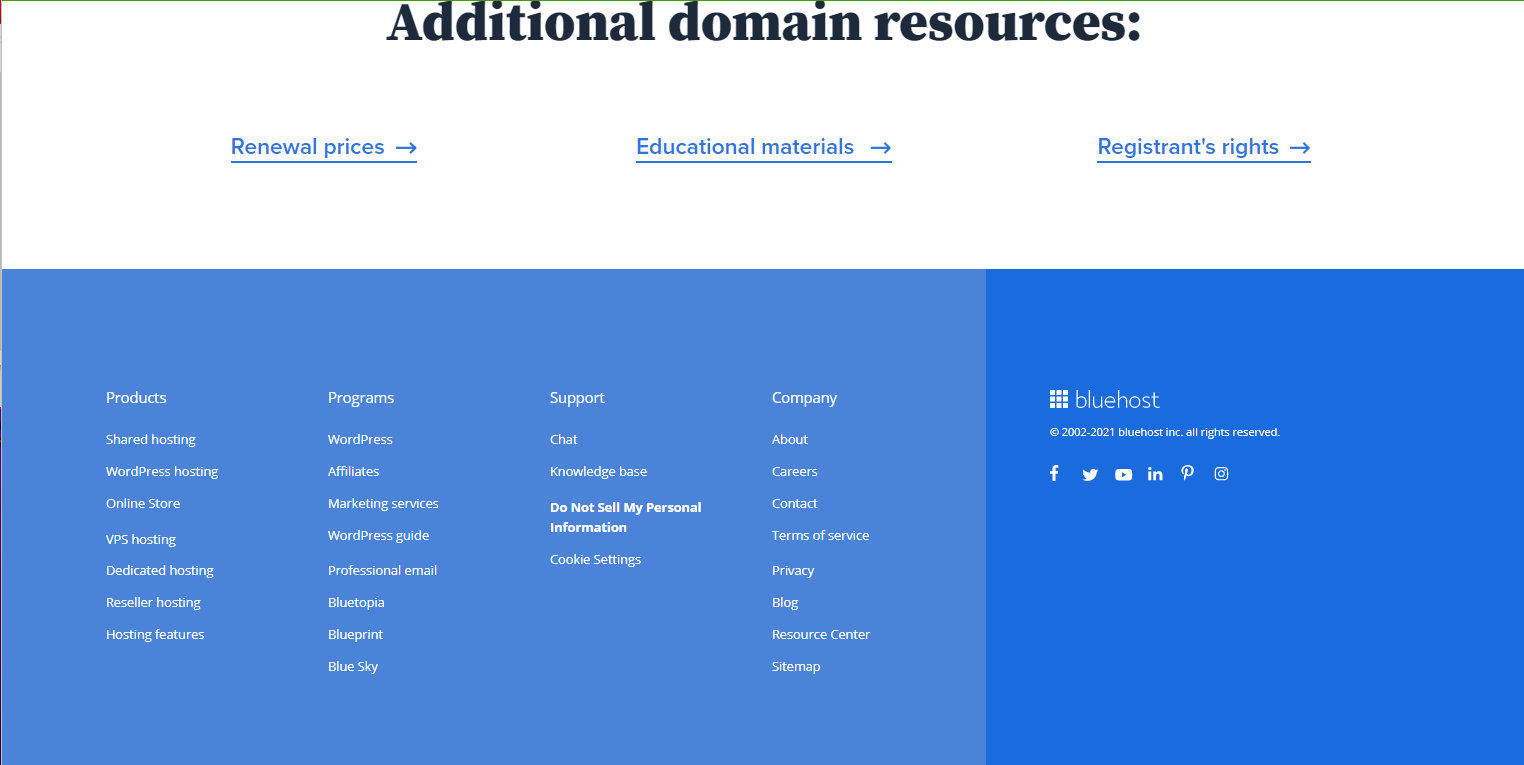 Additional domain resources:
Renewal prices →
Educational materials →
Registrant's rights →
Products
Shared hosting
WordPress hosting
Online Store
VPS hosting
Dedicated hosting
Reseller hosting
Hosting features
Programs
WordPress
Affiliates
Marketing services
WordPress guide
Professional email
Bluetopia
Blueprint
Blue Sky
Support
Chat
Knowledge base
Do Not Sell My Personal
Information
Cookie Settings
Company
About
Careers
Contact
Terms of service
Privacy
Blog
Resource Center
Sitemap
bluehost
© 2002-2021 bluehost inc. all rights reserved.